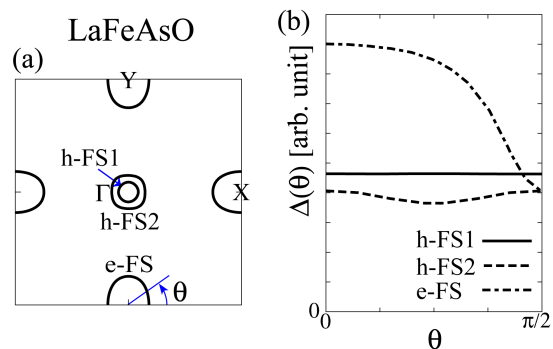 LaFeAsO
(a)
Y
h-FS1
Γ
X
h-FS2
e-FS
θ
(b)
Δ(θ) [arb. unit]
h-FS1
h-FS2
e-FS
0
0
π/2
θ